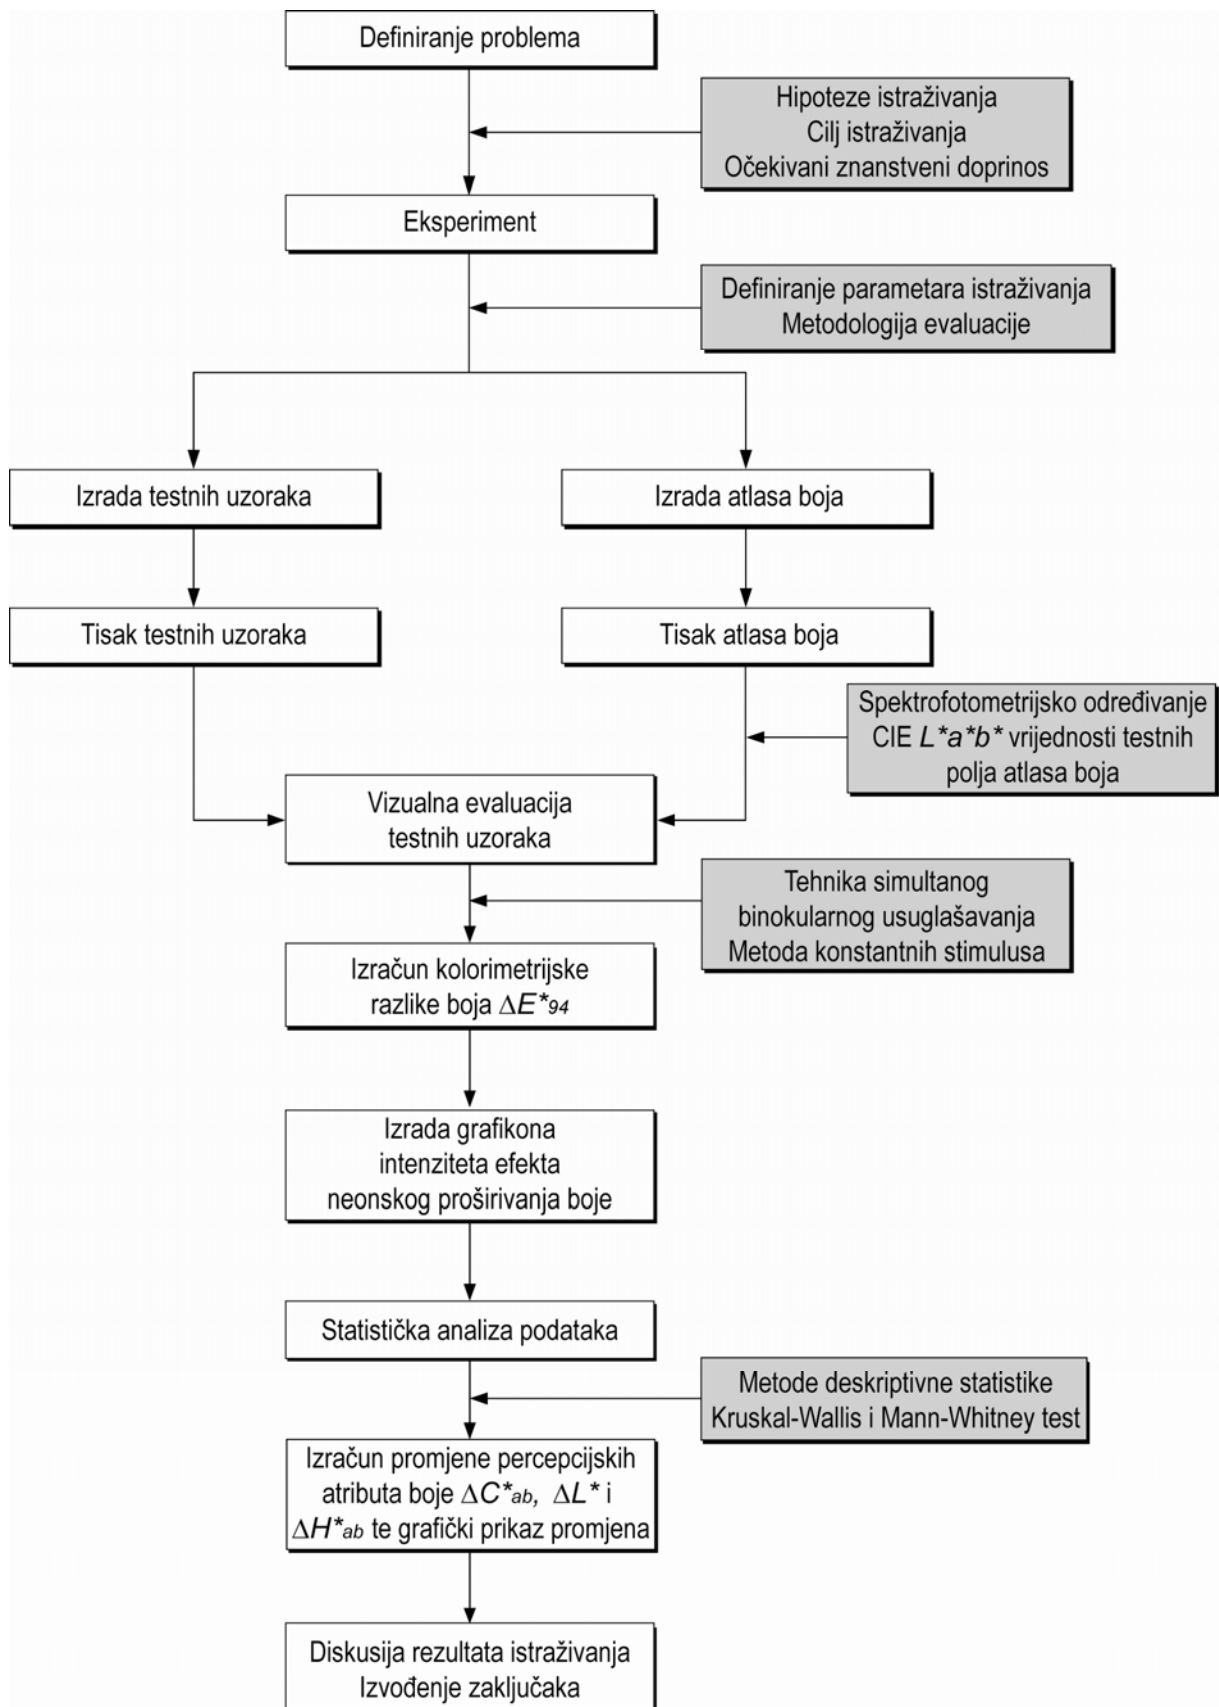 Definiranje problema
Hipoteze istraživanja
Cilj istraživanja
Očekivani znanstveni doprinos
Eksperiment
Definiranje parametara istraživanja
Metodologija evaluacije
Izrada testnih uzoraka
Izrada atlasa boja
Tisak testnih uzoraka
Tisak atlasa boja
Spektrofotometrijsko određivanje
CIE L*a*b* vrijednosti testnih
polja atlasa boja
Vizualna evaluacija
testnih uzoraka
Tehnika simultanog
binokularnog usuglašavanja
Metoda konstantnih stimulusa
Izračun kolorimetrijske
razlike boja ΔE*94
Izrada grafikona
intenziteta efekta
neonskog proširivanja boje
Statistička analiza podataka
Metode deskriptivne statistike
Kruskal-Wallis i Mann-Whitney test
Izračun promjene percepcijskih
atributa boje ΔC*ab, ΔL* i
ΔH*ab te grafički prikaz promjena
Diskusija rezultata istraživanja
Izvođenje zaključaka